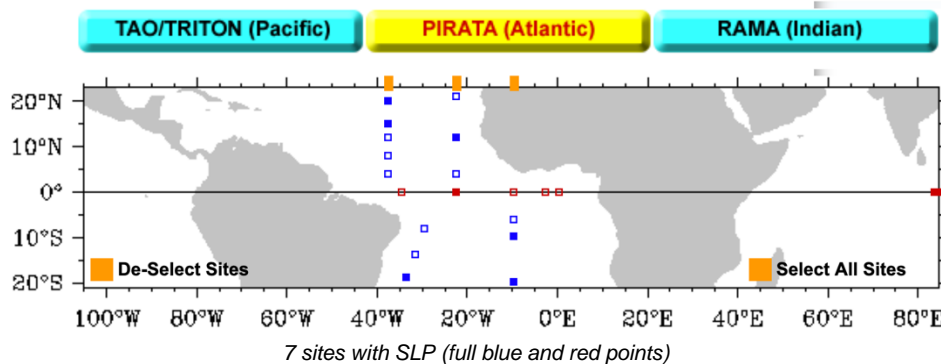 TAO/TRITON (Pacific) PIRATA (Atlantic) RAMA (Indian)
20°N
10°N
0°
10°S
20°S
De-Select Sites Select All Sites
100°W 80°W 60°W 40°W 20°W 0°E 20°E 40°E 60°E 80°E
7 sites with SLP (full blue and red points)